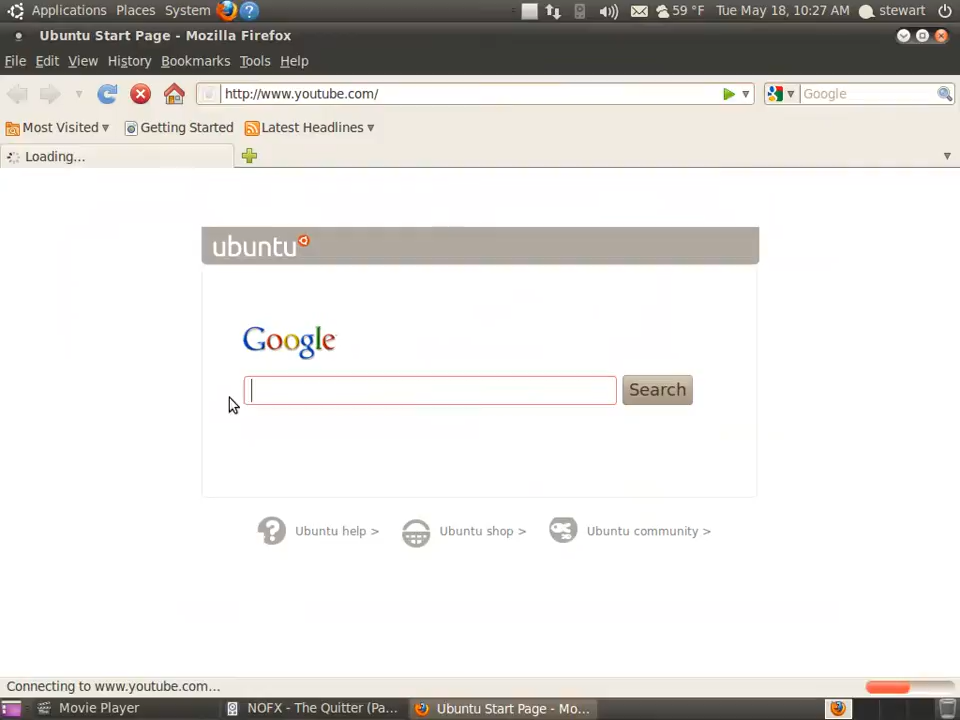 Applications Places System 59 °F Tue May 18, 10:27 AM stewart
Ubuntu Start Page - Mozilla Firefox
File Edit View History Bookmarks Tools Help
http://www.youtube.com/ Google
Most Visited Getting Started Latest Headlines
Loading...
ubuntu
Google
Search
Ubuntu help > Ubuntu shop > Ubuntu community >
Connecting to www.youtube.com...
Movie Player NOFX - The Quitter (Pa... Ubuntu Start Page - Mo...